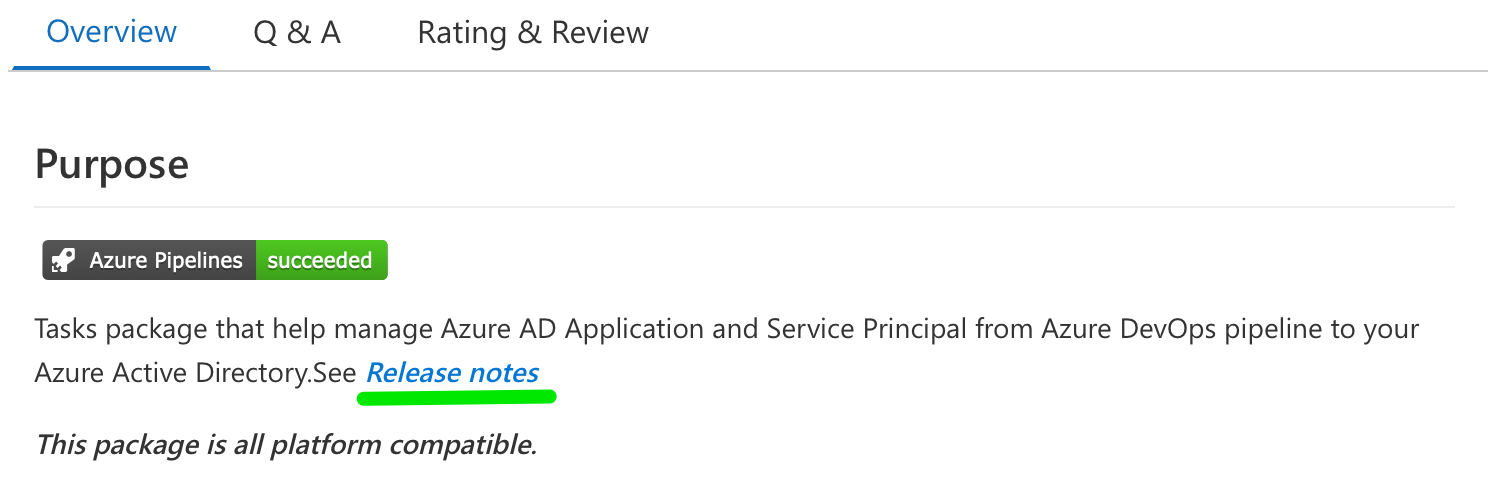 Overview Q & A Rating & Review
Purpose
Azure Pipelines succeeded
Tasks package that help manage Azure AD Application and Service Principal from Azure DevOps pipeline to your
Azure Active Directory.See Release notes
This package is all platform compatible.